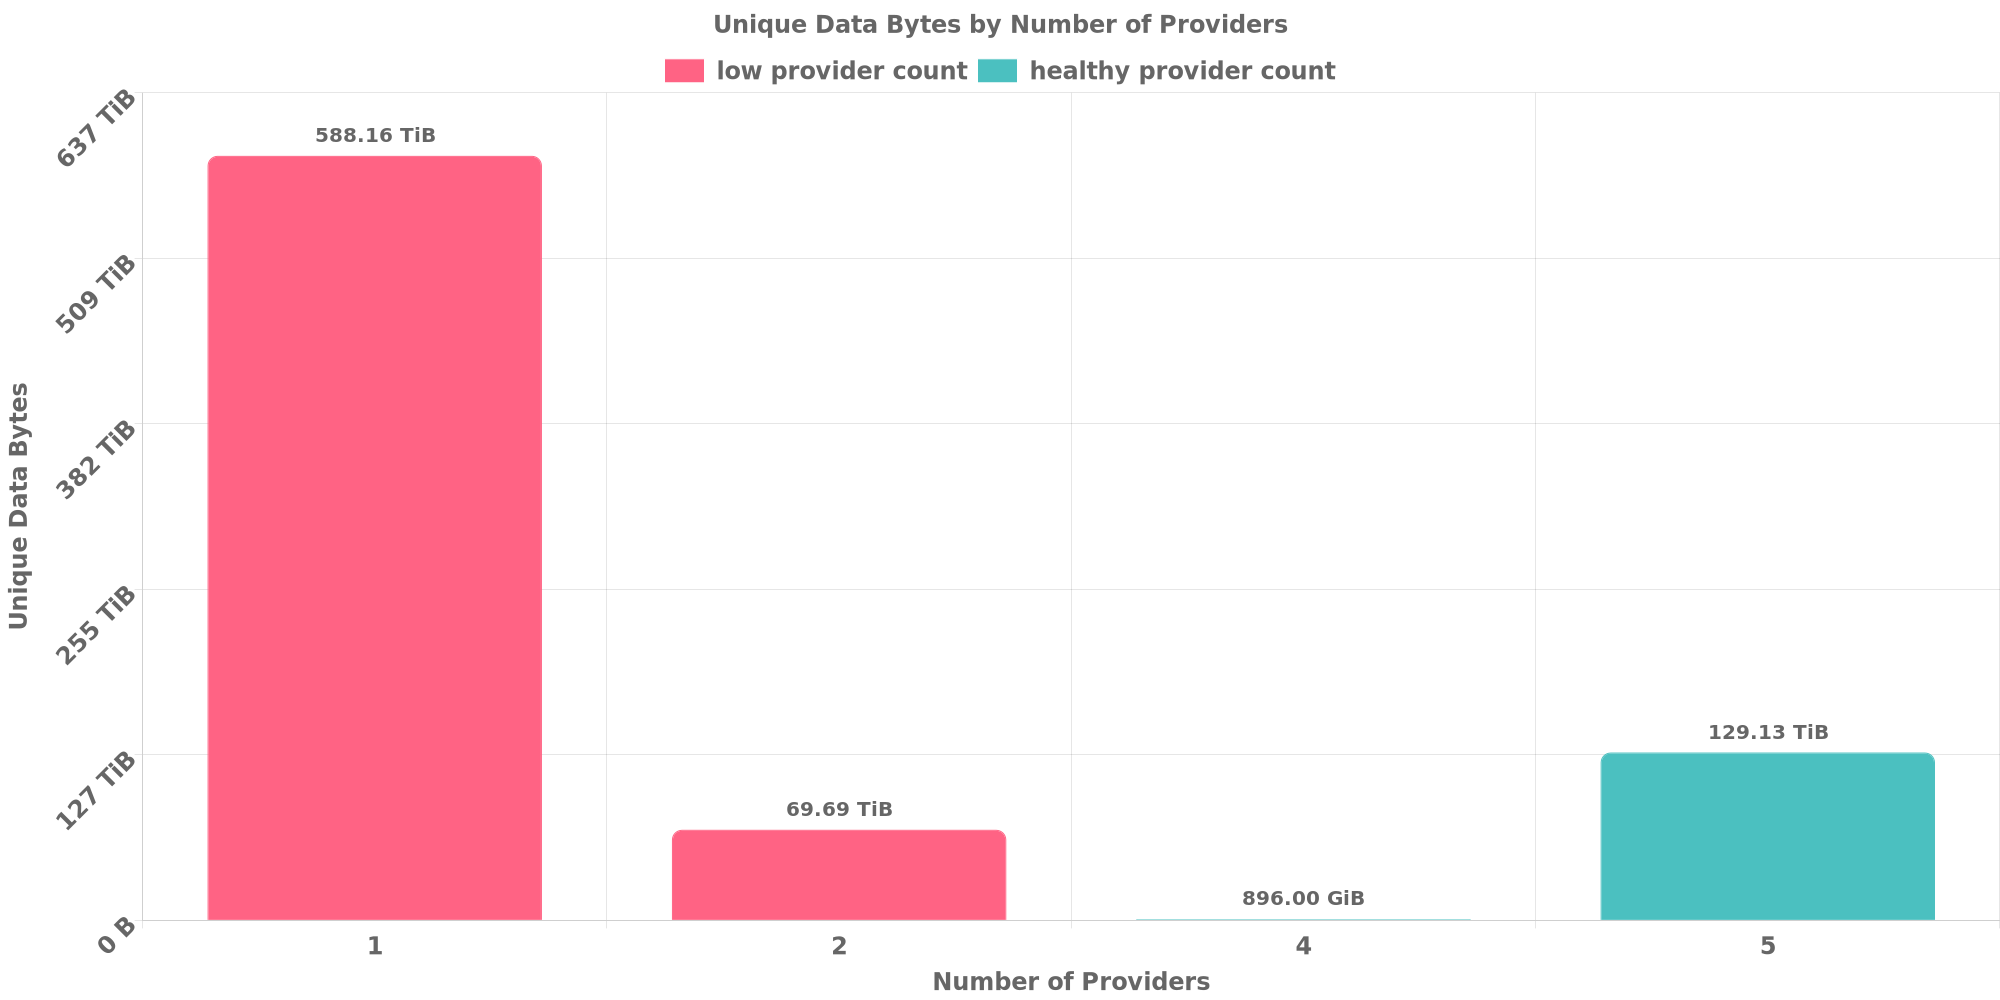 Unique Data Bytes by Number of Providers
low provider count
healthy provider count
637 TiB
509 TiB
382 TiB
255 TiB
127 TiB
0 B
Unique Data Bytes
588.16 TiB
69.69 TiB
896.00 GiB
129.13 TiB
1
2
4
5
Number of Providers